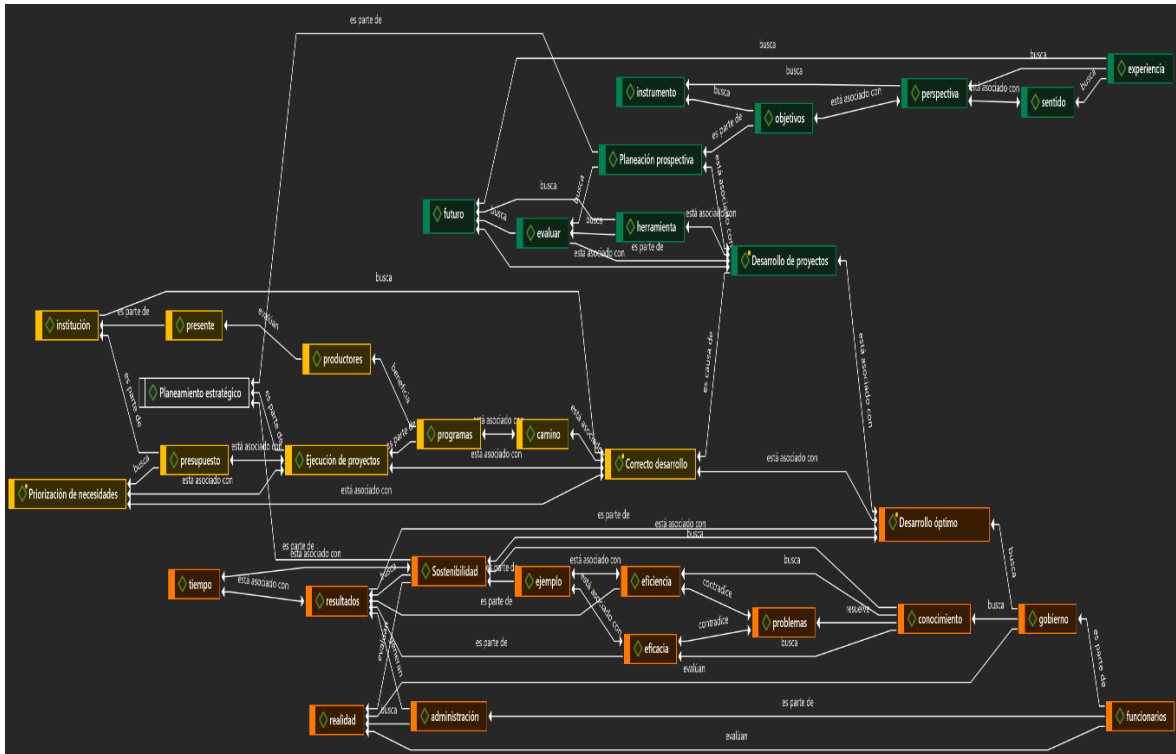 es parte de
busca
experiencia
busca
busca
instrumento
busca
perspectiva
está asociado con
busca
sentido
está asociado con
objetivos
es parte de
Planeación prospectiva
busca
está asociado con
busca
futuro
busca
evaluar
busca
herramienta
está asociado con
es parte de
está asociado con
Desarrollo de proyectos
busca
institución
es parte de
presente
evalúan
productores
es causa de
está asociado con
Planeamiento estratégico
beneficia
es parte de
es parte de
programas
está asociado con
camino
está asociado
es parte de
presupuesto
está asociado con
Ejecución de proyectos
Correcto desarrollo
busca
está asociado con
está asociado con
Priorización de necesidades
está asociado con
es parte de
está asociado con
busca
Desarrollo óptimo
es parte de
está asociado con
Sostenibilidad
busca
tiempo
está asociado con
busca
es parte de
ejemplo
está asociado con
eficiencia
busca
resultados
es parte de
está asociado con
contradice
problemas
resuelve
conocimiento
busca
gobierno
contradice
es parte de
eficacia
busca
evalúan
evalúan
es parte de
realidad
busca
administración
es parte de
funcionarios
evalúan